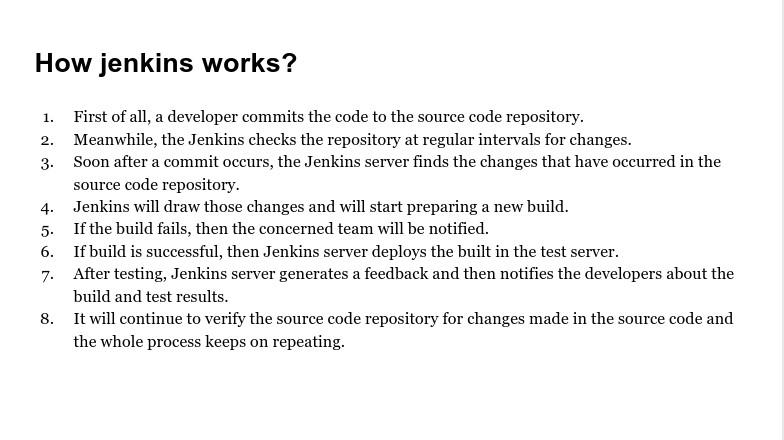 How jenkins works?
1. First of all, a developer commits the code to the source code repository.
2. Meanwhile, the Jenkins checks the repository at regular intervals for changes.
3. Soon after a commit occurs, the Jenkins server finds the changes that have occurred in the
source code repository.
4. Jenkins will draw those changes and will start preparing a new build.
5. If the build fails, then the concerned team will be notified.
6. If build is successful, then Jenkins server deploys the built in the test server.
7. After testing, Jenkins server generates a feedback and then notifies the developers about the
build and test results.
8. It will continue to verify the source code repository for changes made in the source code and
the whole process keeps on repeating.